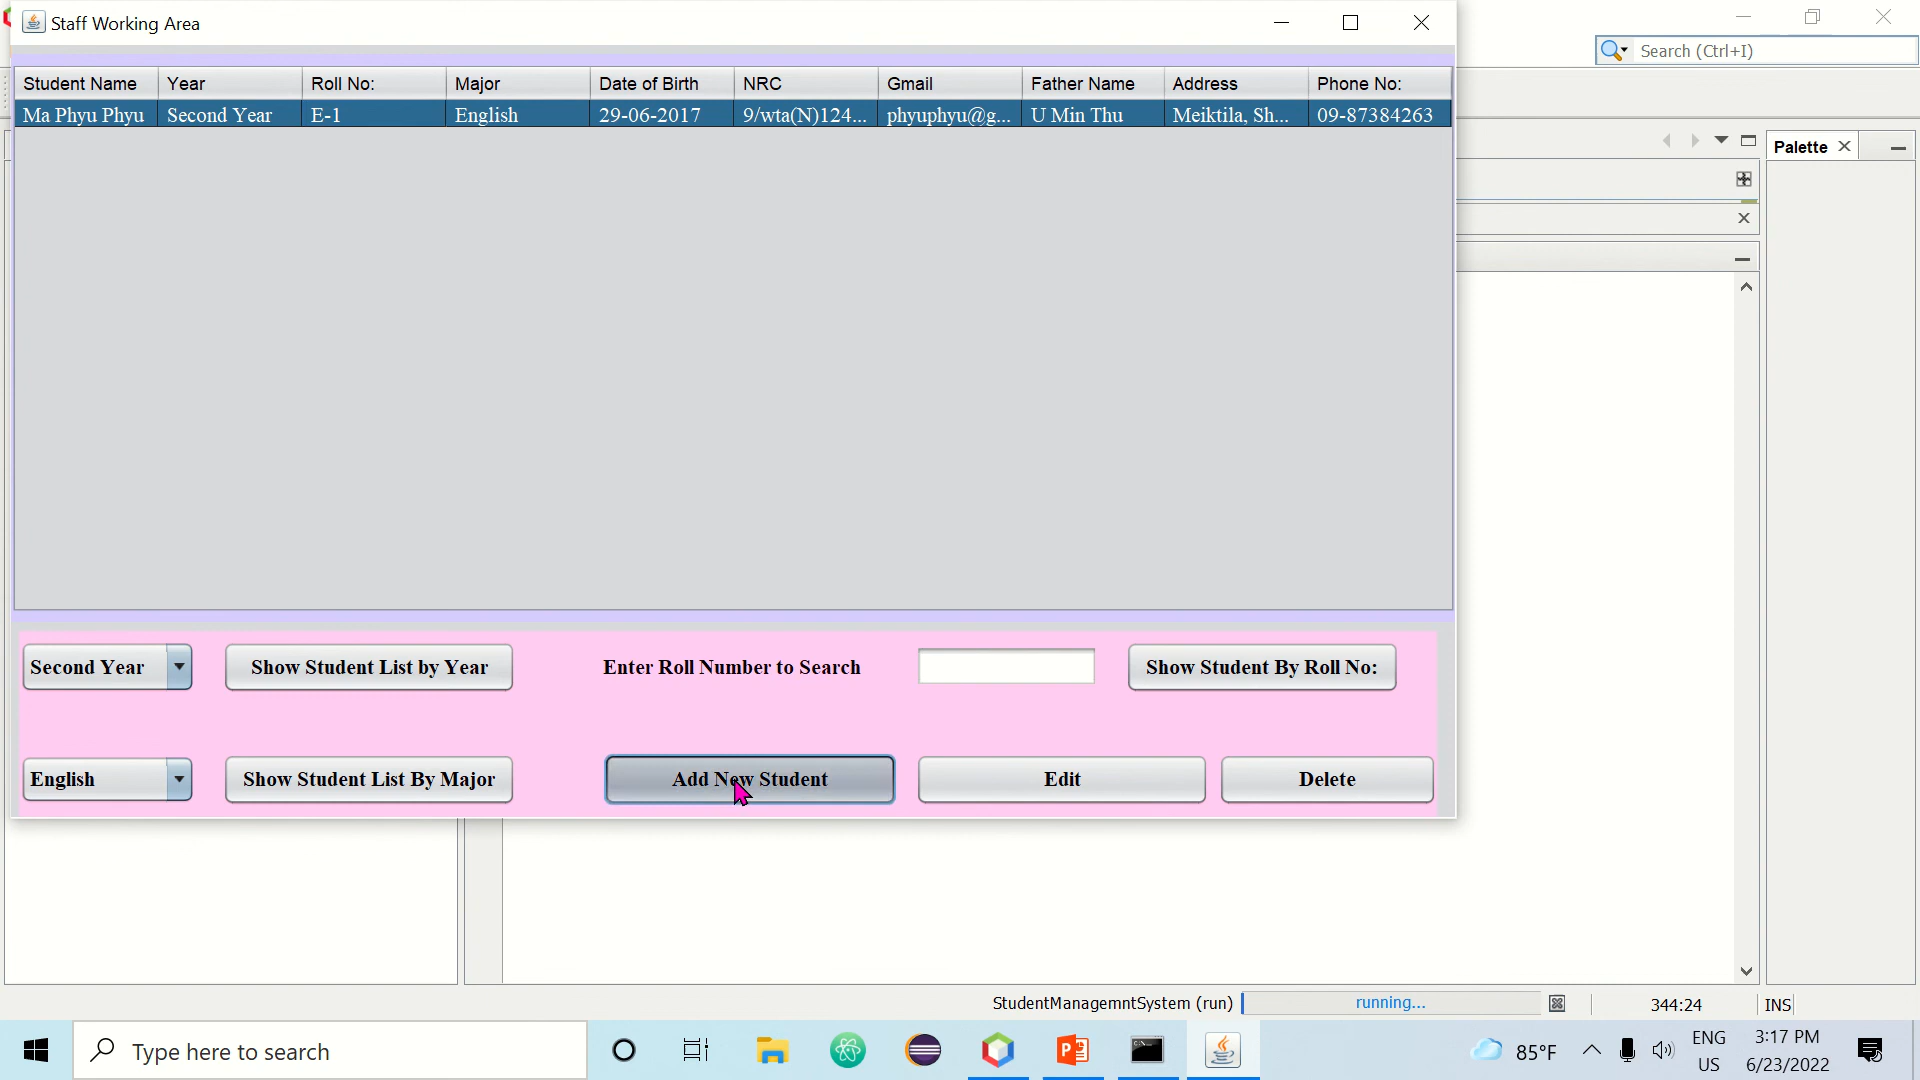 Staff Working Area
Search (Ctrl+I)
Student Name Year Roll No: Major Date of Birth NRC Gmail Father Name Address Phone No:
Ma Phyu Phyu Second Year E-1 English 29-06-2017 9/wta(N)124... phyuphyu@g... U Min Thu Meiktila, Sh... 09-87384263
Palette
Second Year Show Student List by Year Enter Roll Number to Search Show Student By Roll No:
English Show Student List By Major Add New Student Edit Delete
StudentManagemntSystem (run) running... 344:24 INS
Type here to search
85°F
ENG
US
3:17 PM
6/23/2022